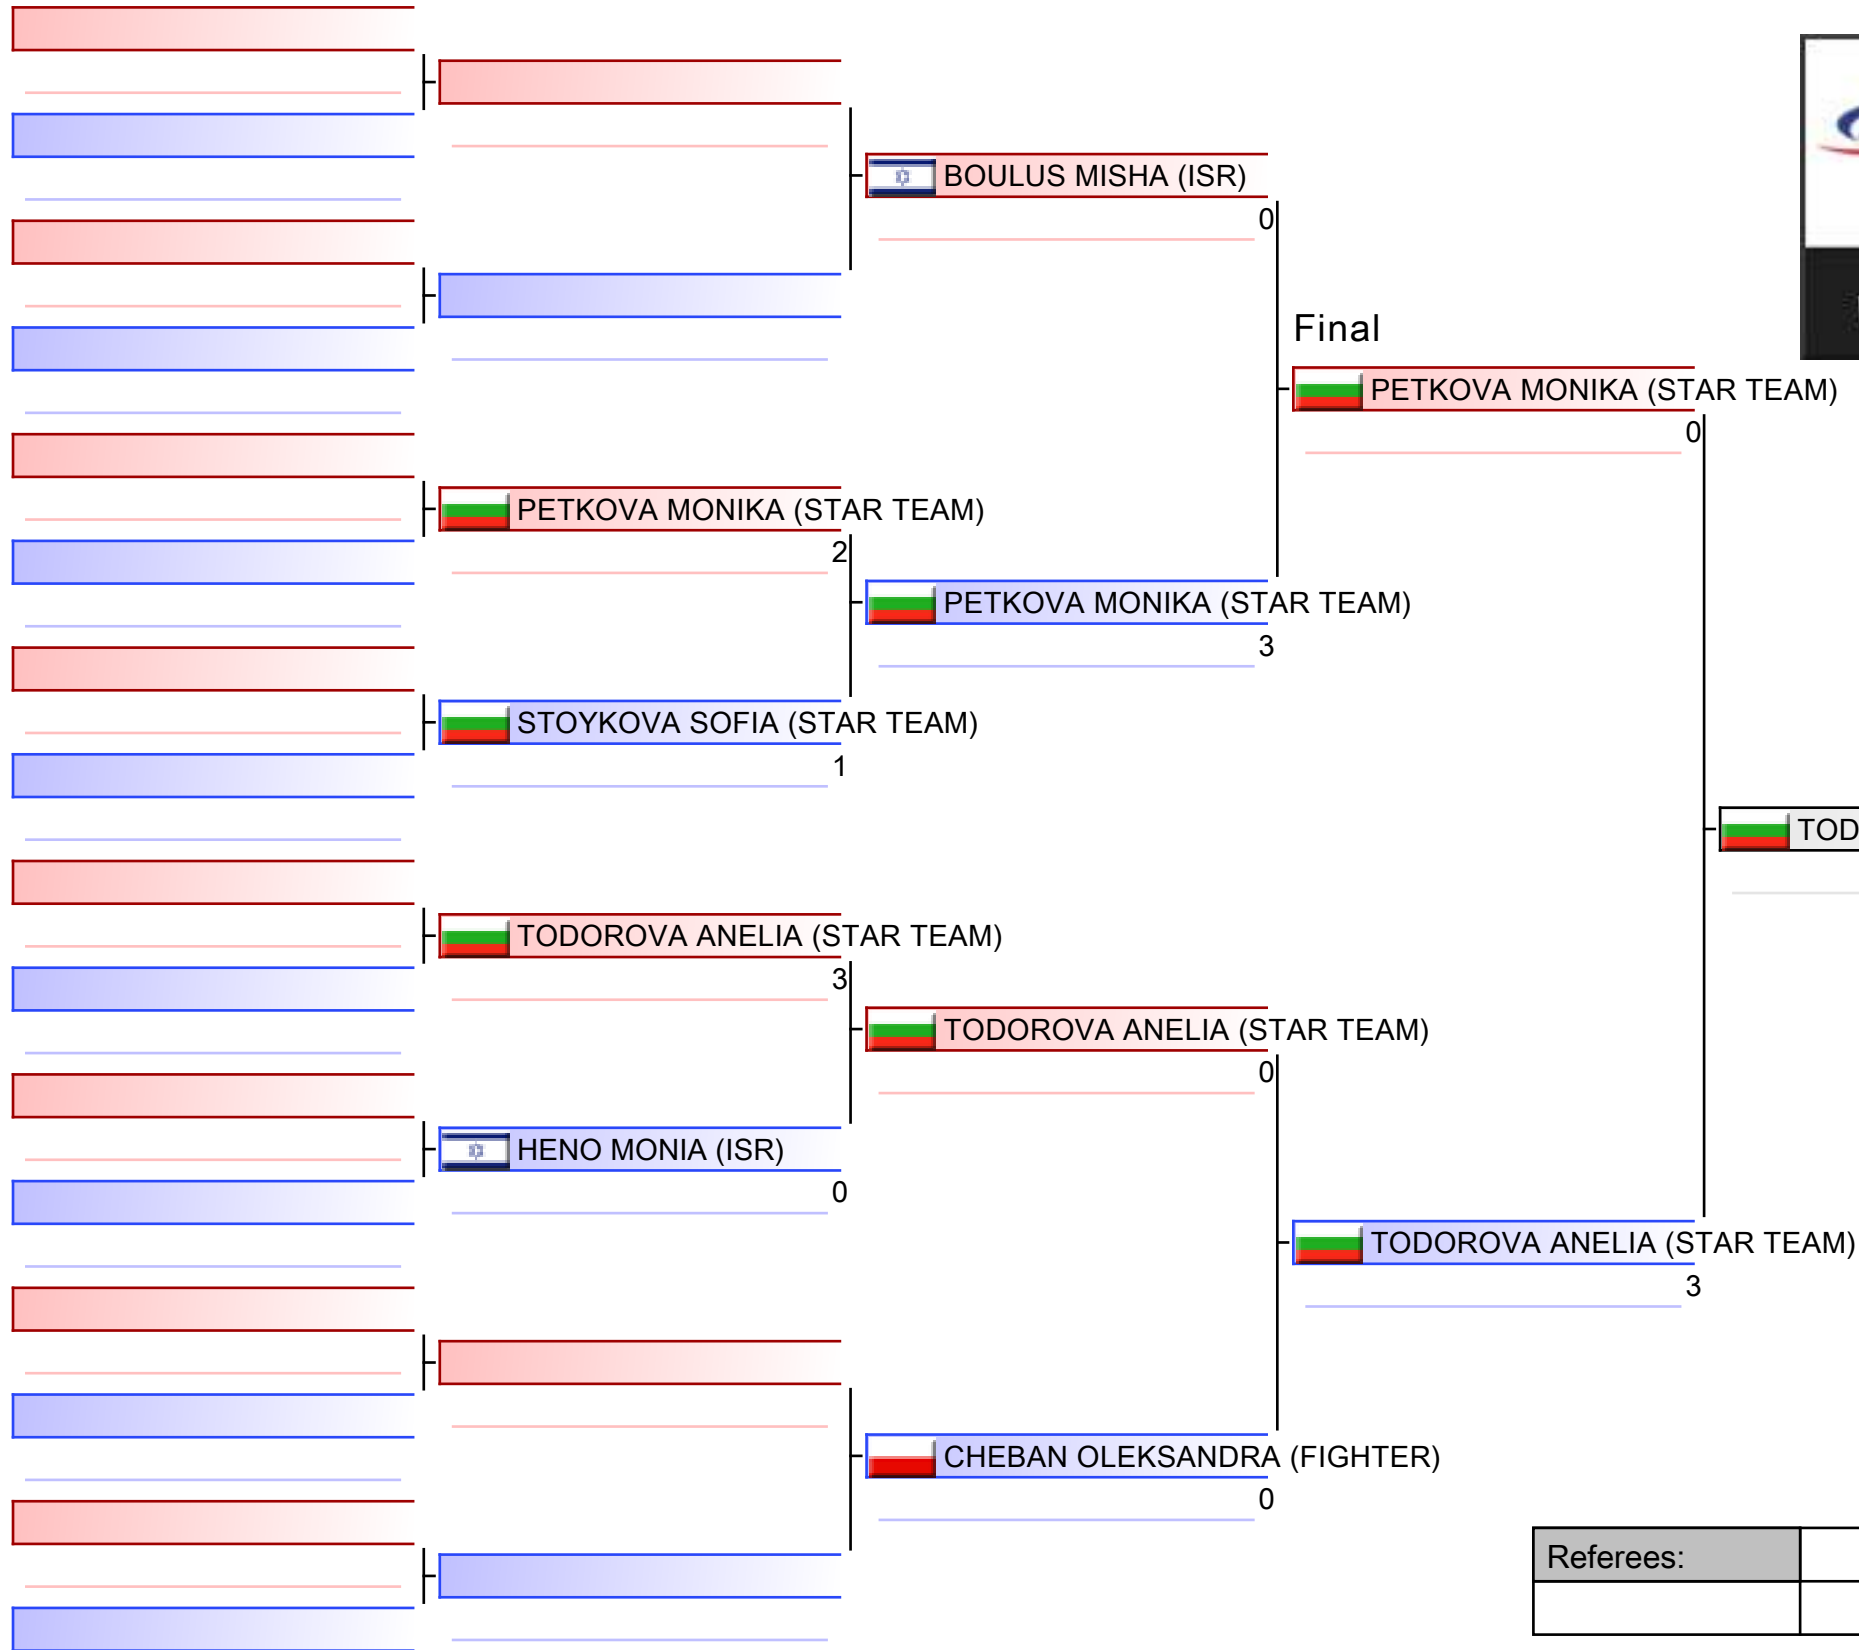 BOULUS MISHA (ISR)
0
Final
PETKOVA MONIKA (STAR TEAM)
0
PETKOVA MONIKA (STAR TEAM)
2
PETKOVA MONIKA (STAR TEAM)
3
STOYKOVA SOFIA (STAR TEAM)
1
TOD
TODOROVA ANELIA (STAR TEAM)
3
TODOROVA ANELIA (STAR TEAM)
0
HENO MONIA (ISR)
0
TODOROVA ANELIA (STAR TEAM)
3
CHEBAN OLEKSANDRA (FIGHTER)
0
Referees: